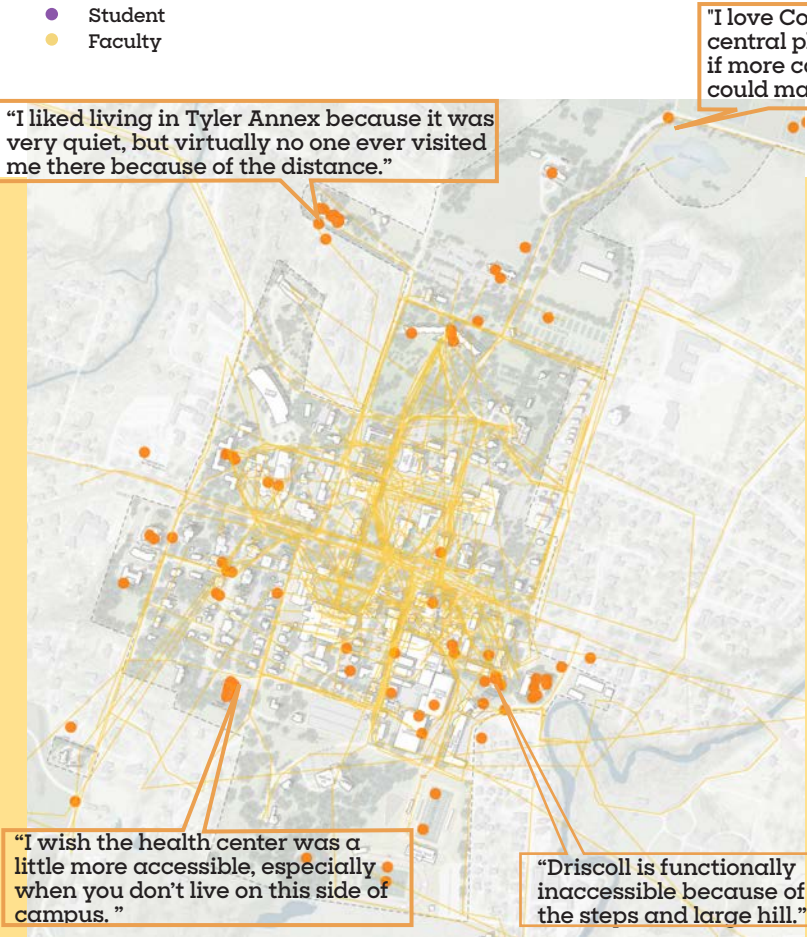 Student
Faculty
"I love Co
central pl
if more co
could ma
“I liked living in Tyler Annex because it was
very quiet, but virtually no one ever visited
me there because of the distance.”
“I wish the health center was a
little more accessible, especially
when you don’t live on this side of
campus. ”
“Driscoll is functionally
inaccessible because of
the steps and large hill.”